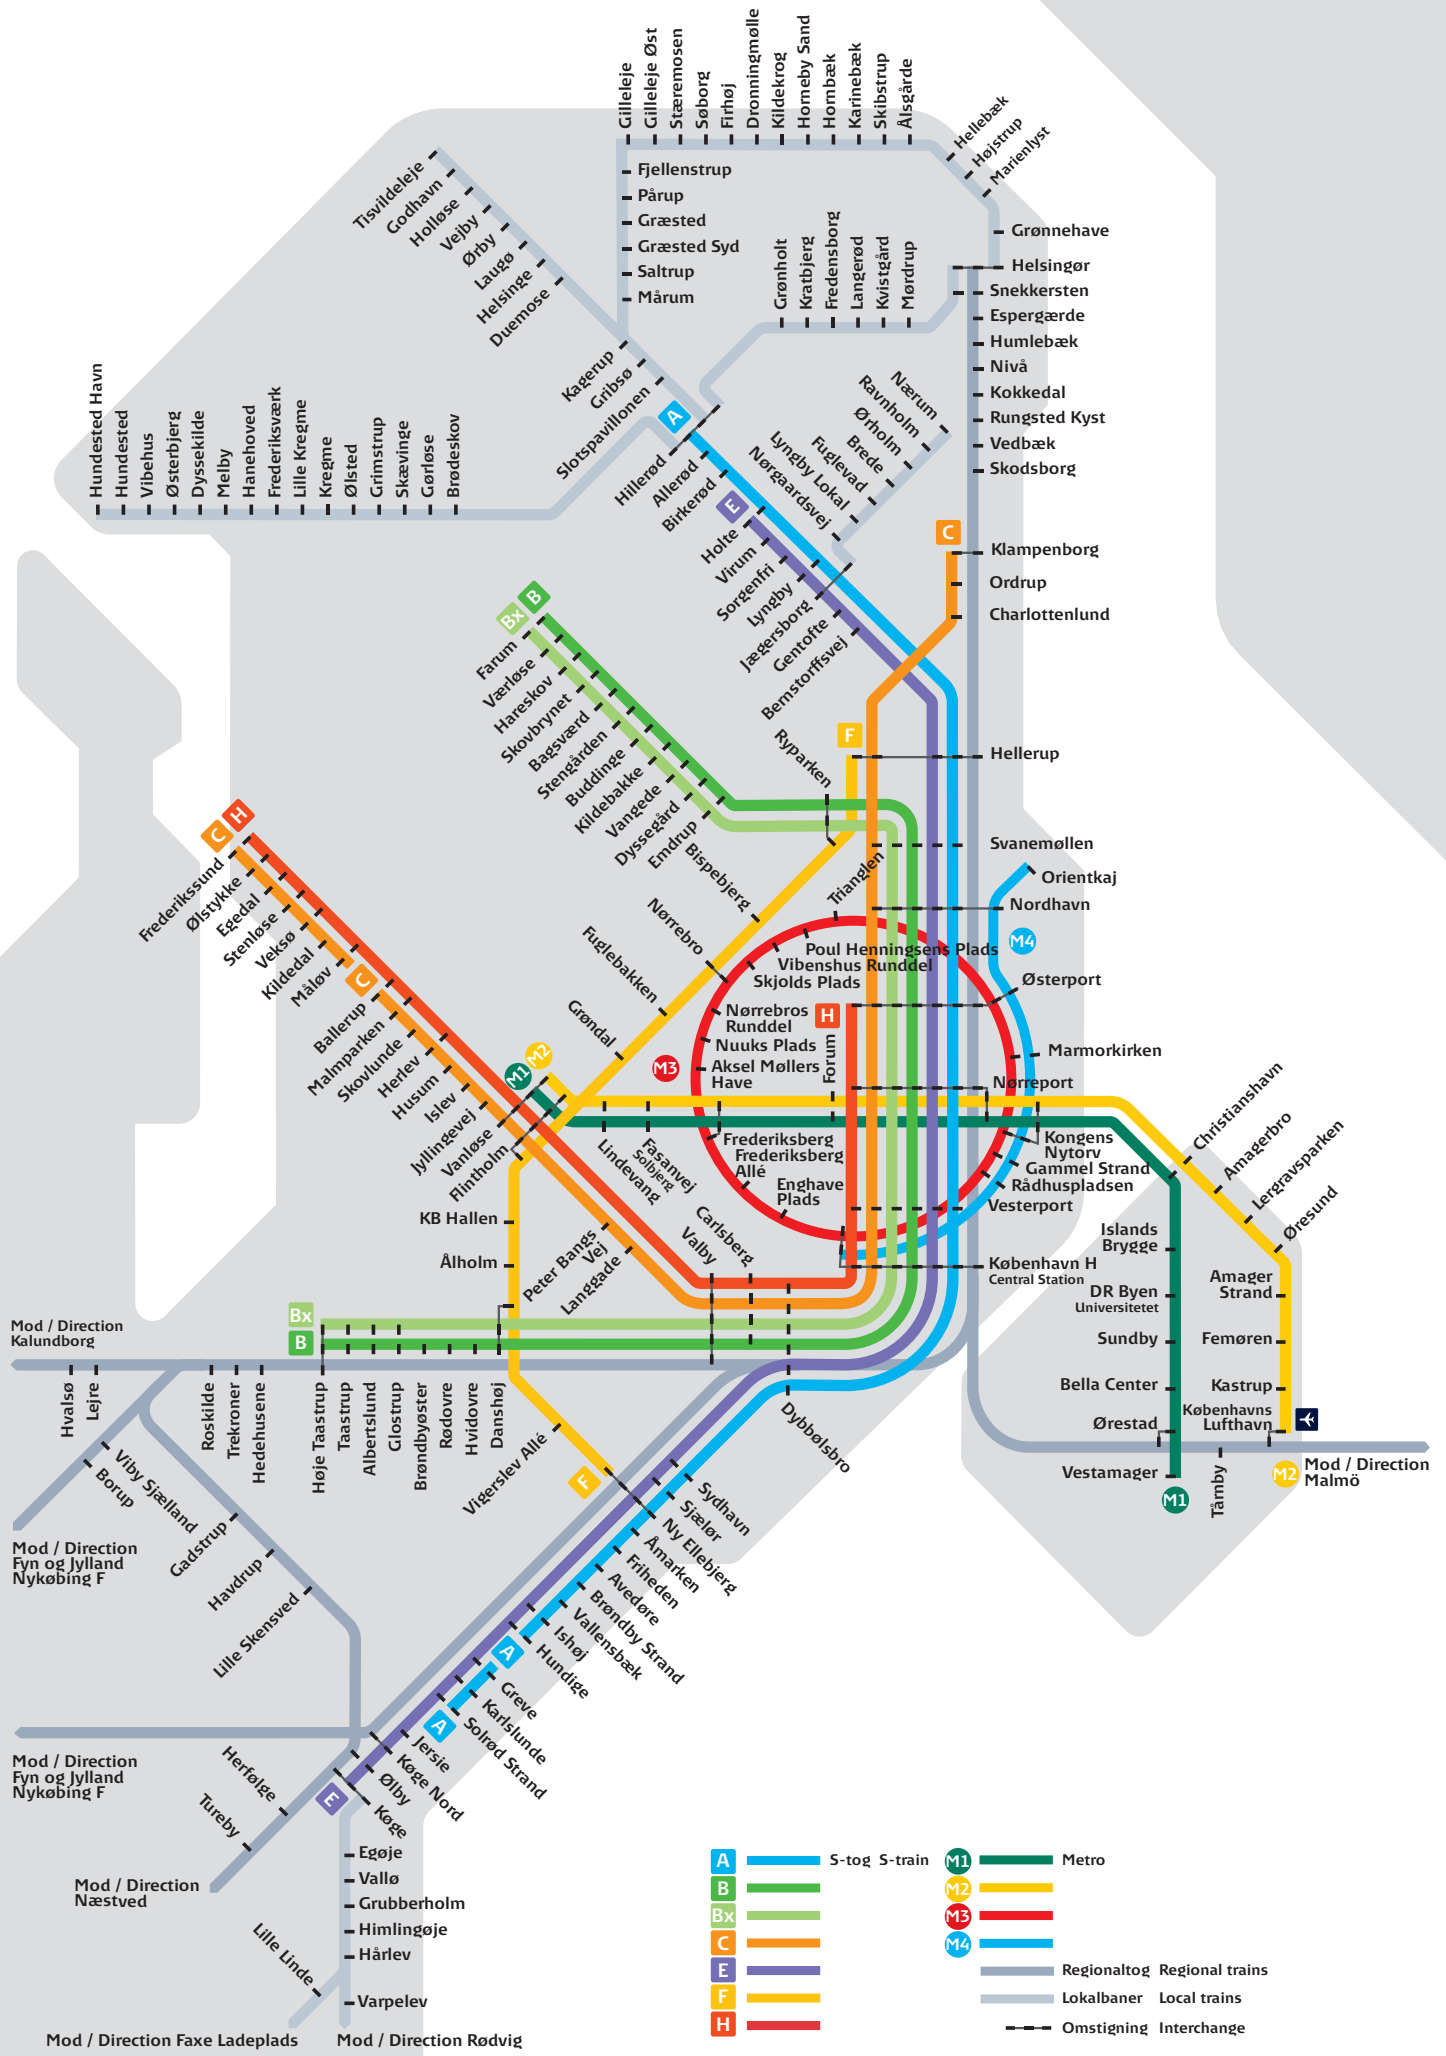 Gilleleje
Gilleleje Øst
Stæremosen
Søborg
Firhøj
Dronningmølle
Kildekrog
Horneby Sand
Hornbæk
Karinebæk
Skibstrup
Ålsgårde
Hellebæk
Højstrup
Marienlyst
Grønnehave
Helsingør
Snekkersten
Espergærde
Humlebæk
Nivå
Kokkedal
Rungsted Kyst
Vedbæk
Skodsborg
Fjellenstrup
Pårup
Græsted
Græsted Syd
Saltrup
Mårum
Tisvildeleje
Godhavn
Holløse
Vejby
Ørby
Laugø
Helsinge
Duemose
Kagerup
Gribsø
Slotspavillonen
Grønholt
Kratbjerg
Fredensborg
Langerød
Kvistgård
Mørdrup
Hundested Havn
Hundested
Vibehus
Østerbjerg
Dyssekilde
Melby
Hanehoved
Frederiksværk
Lille Kregme
Kregme
Ølsted
Grimstrup
Skævinge
Gørløse
Brødeskov
A
Hillerød
Allerød
Birkerød
E
Holte
Virum
Sorgenfri
Lyngby
Jægersborg
Gentofte
Bernstorffsvej
Nærum
Ravnholm
Ørholm
Brede
Fuglevad
Lyngby Lokal
Nørgaardsvej
C
Klampenborg
Ordrup
Charlottenlund
B
Bx
Farum
Værløse
Hareskov
Skovbrynet
Bagsværd
Stengården
Buddinge
Kildebakke
Vangede
Dyssegård
Emdrup
Ryparken
F
Hellerup
Svanemøllen
Bispebjerg
Nørrebro
Fuglebakken
Grøndal
Orientkaj
Nordhavn
M4
Østerport
Trianglen
Poul Henningsens Plads
Vibenshus Runddel
Skjolds Plads
Nørrebros
Runddel
Nuuks Plads
Aksel Møllers
Have
M3
H
Forum
Marmorkirken
Nørreport
H
C
Frederikssund
Ølstykke
Egedal
Stenløse
Veksø
Kildedal
Måløv
C
Ballerup
Malmparken
Skovlunde
Herlev
Husum
Islev
Jyllingevej
Vanløse
Flintholm
M1
M2
Lindevang
Fasanvej
Solbjerg
Frederiksberg
Frederiksberg
Allé
Enghave
Plads
Kongens
Nytorv
Gammel Strand
Rådhuspladsen
Vesterport
København H
Central Station
Christianshavn
Amagerbro
Lergravsparken
Øresund
Islands
Brygge
DR Byen
Universitetet
Sundby
Bella Center
Ørestad
Vestamager
M1
Amager
Strand
Femøren
Kastrup
Københavns
Lufthavn
M2
Tårnby
Mod / Direction
Malmö
KB Hallen
Ålholm
Peter Bangs
Vej
Langgade
Valby
Carlsberg
Dybbølsbro
Bx
B
Mod / Direction
Kalundborg
Hvalsø
Lejre
Roskilde
Trekroner
Hedehusene
Høje Taastrup
Taastrup
Albertslund
Glostrup
Brøndbyøster
Rødovre
Hvidovre
Danshøj
Vigerslev Allé
F
Viby Sjælland
Borup
Mod / Direction
Fyn og Jylland
Nykøbing F
Gadstrup
Havdrup
Lille Skensved
Sydhavn
Sjælør
Ny Ellebjerg
Åmarken
Friheden
Avedøre
Brøndby Strand
Vallensbæk
Ishøj
Hundige
A
Greve
Karlslunde
Solrød Strand
A
Jersie
Køge Nord
Ølby
Køge
E
Mod / Direction
Fyn og Jylland
Nykøbing F
Herfølge
Tureby
Mod / Direction
Næstved
Egøje
Vallø
Grubberholm
Himlingøje
Hårlev
Lille Linde
Varpelev
Mod / Direction Faxe Ladeplads
Mod / Direction Rødvig
A S-tog S-train
B
Bx
C
E
F
H
M1 Metro
M2
M3
M4
Regionaltog Regional trains
Lokalbaner Local trains
Omstigning Interchange